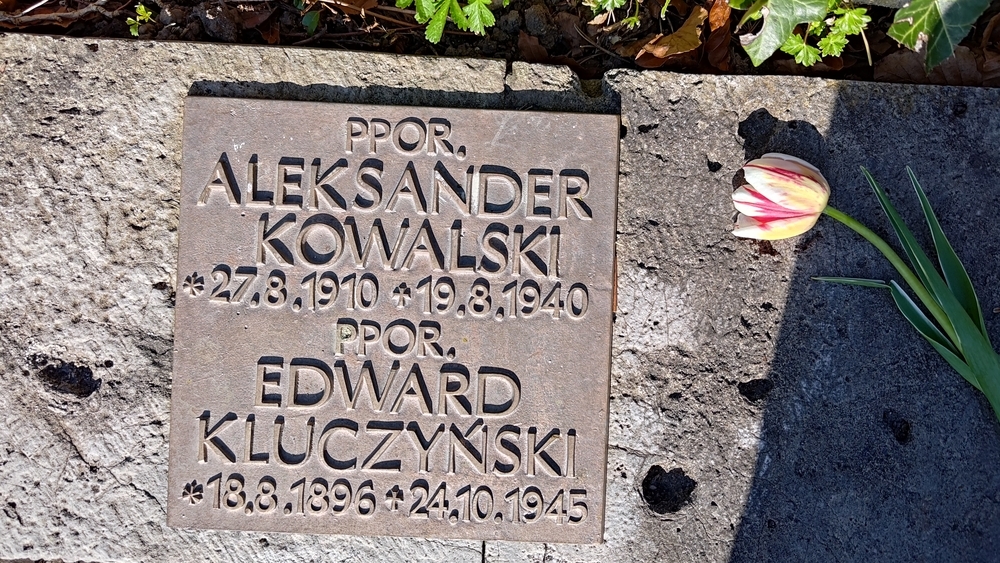 PPOR.
ALEKSANDER
KOWALSKI
*27.8.1910 ✝19.8.1940
PPOR.
EDWARD
KLUCZYŃSKI
*18.8.1896 ✝24.10.1945